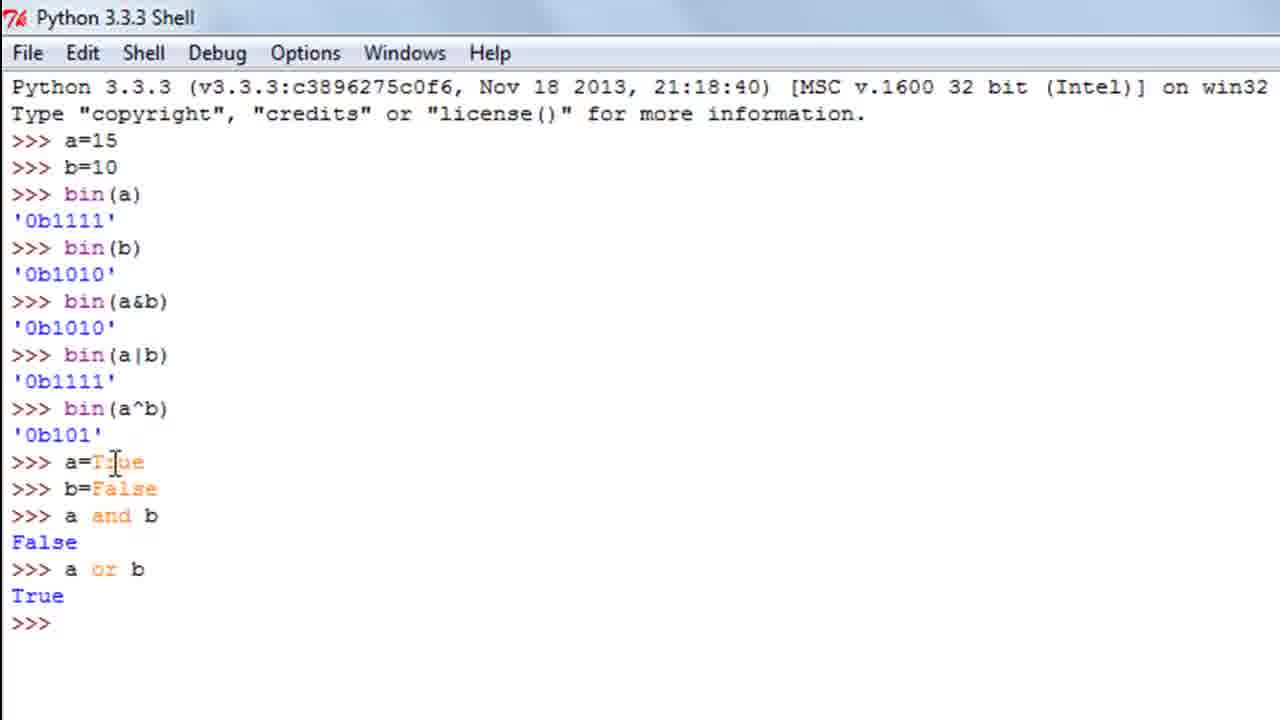 Python 3.3.3 Shell
File Edit Shell Debug Options Windows Help
Python 3.3.3 (v3.3.3:c3896275c0f6, Nov 18 2013, 21:18:40) [MSC v.1600 32 bit (Intel)] on win32
Type "copyright", "credits" or "license()" for more information.
>>> a=15
>>> b=10
>>> bin(a)
'0b1111'
>>> bin(b)
'0b1010'
>>> bin(a&b)
'0b1010'
>>> bin(a|b)
'0b1111'
>>> bin(a^b)
'0b101'
>>> a=True
>>> b=False
>>> a and b
False
>>> a or b
True
>>>